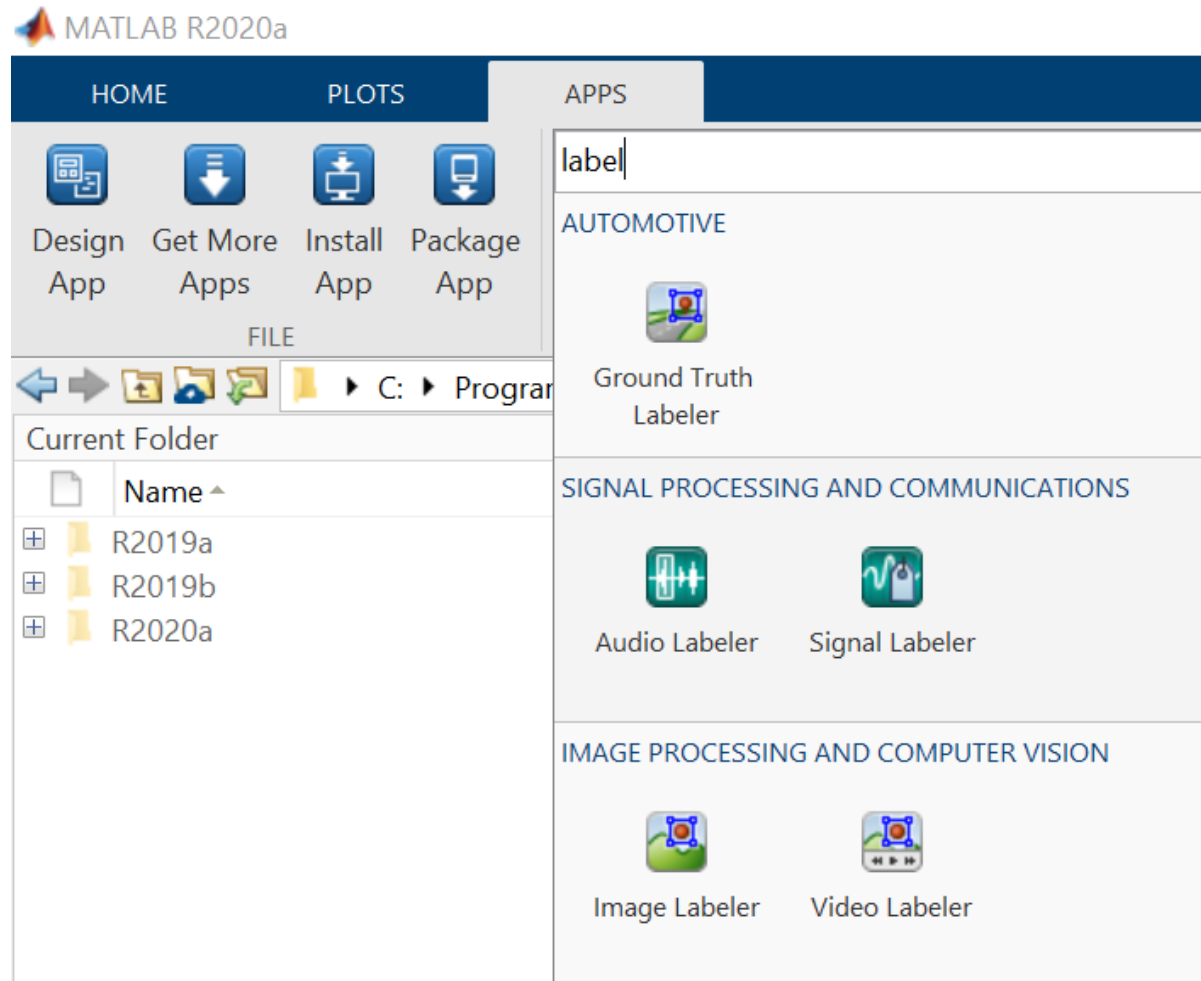 MATLAB R2020a
HOME PLOTS APPS
label
Design App
Get More Apps
Install App
Package App
FILE
C: Program
Current Folder
Name
R2019a
R2019b
R2020a
AUTOMOTIVE
Ground Truth
Labeler
SIGNAL PROCESSING AND COMMUNICATIONS
Audio Labeler Signal Labeler
IMAGE PROCESSING AND COMPUTER VISION
Image Labeler Video Labeler